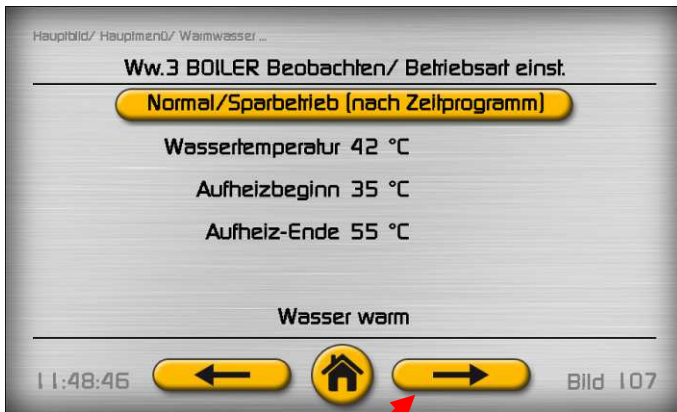 Hauptbild/ Hauptmenü/ Warmwasser ...
Ww.3 BOILER Beobachten/ Betriebsart einst.
Normal/Sparbetrieb (nach Zeitprogramm)
Wassertemperatur 42 °C
Aufheizbeginn 35 °C
Aufheiz-Ende 55 °C
Wasser warm
11:48:46
Bild 107